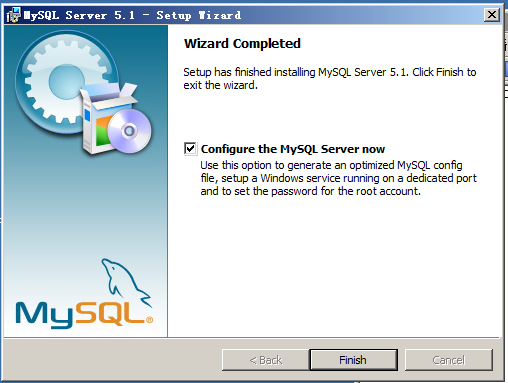 MySQL Server 5.1 - Setup Wizard
Wizard Completed
Setup has finished installing MySQL Server 5.1. Click Finish to
exit the wizard.
Configure the MySQL Server now
Use this option to generate an optimized MySQL config
file, setup a Windows service running on a dedicated port
and to set the password for the root account.
MySQL®
< Back
Finish
Cancel